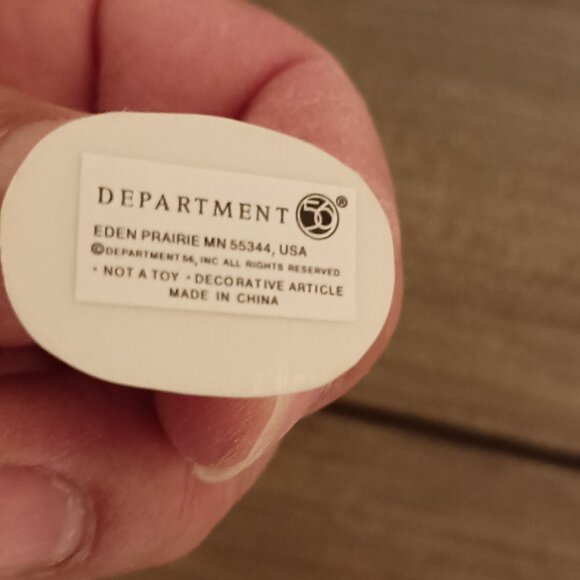 DEPARTMENT 56®
EDEN PRAIRIE MN 55344, USA
©DEPARTMENT 56, INC ALL RIGHTS RESERVED
• NOT A TOY • DECORATIVE ARTICLE
MADE IN CHINA